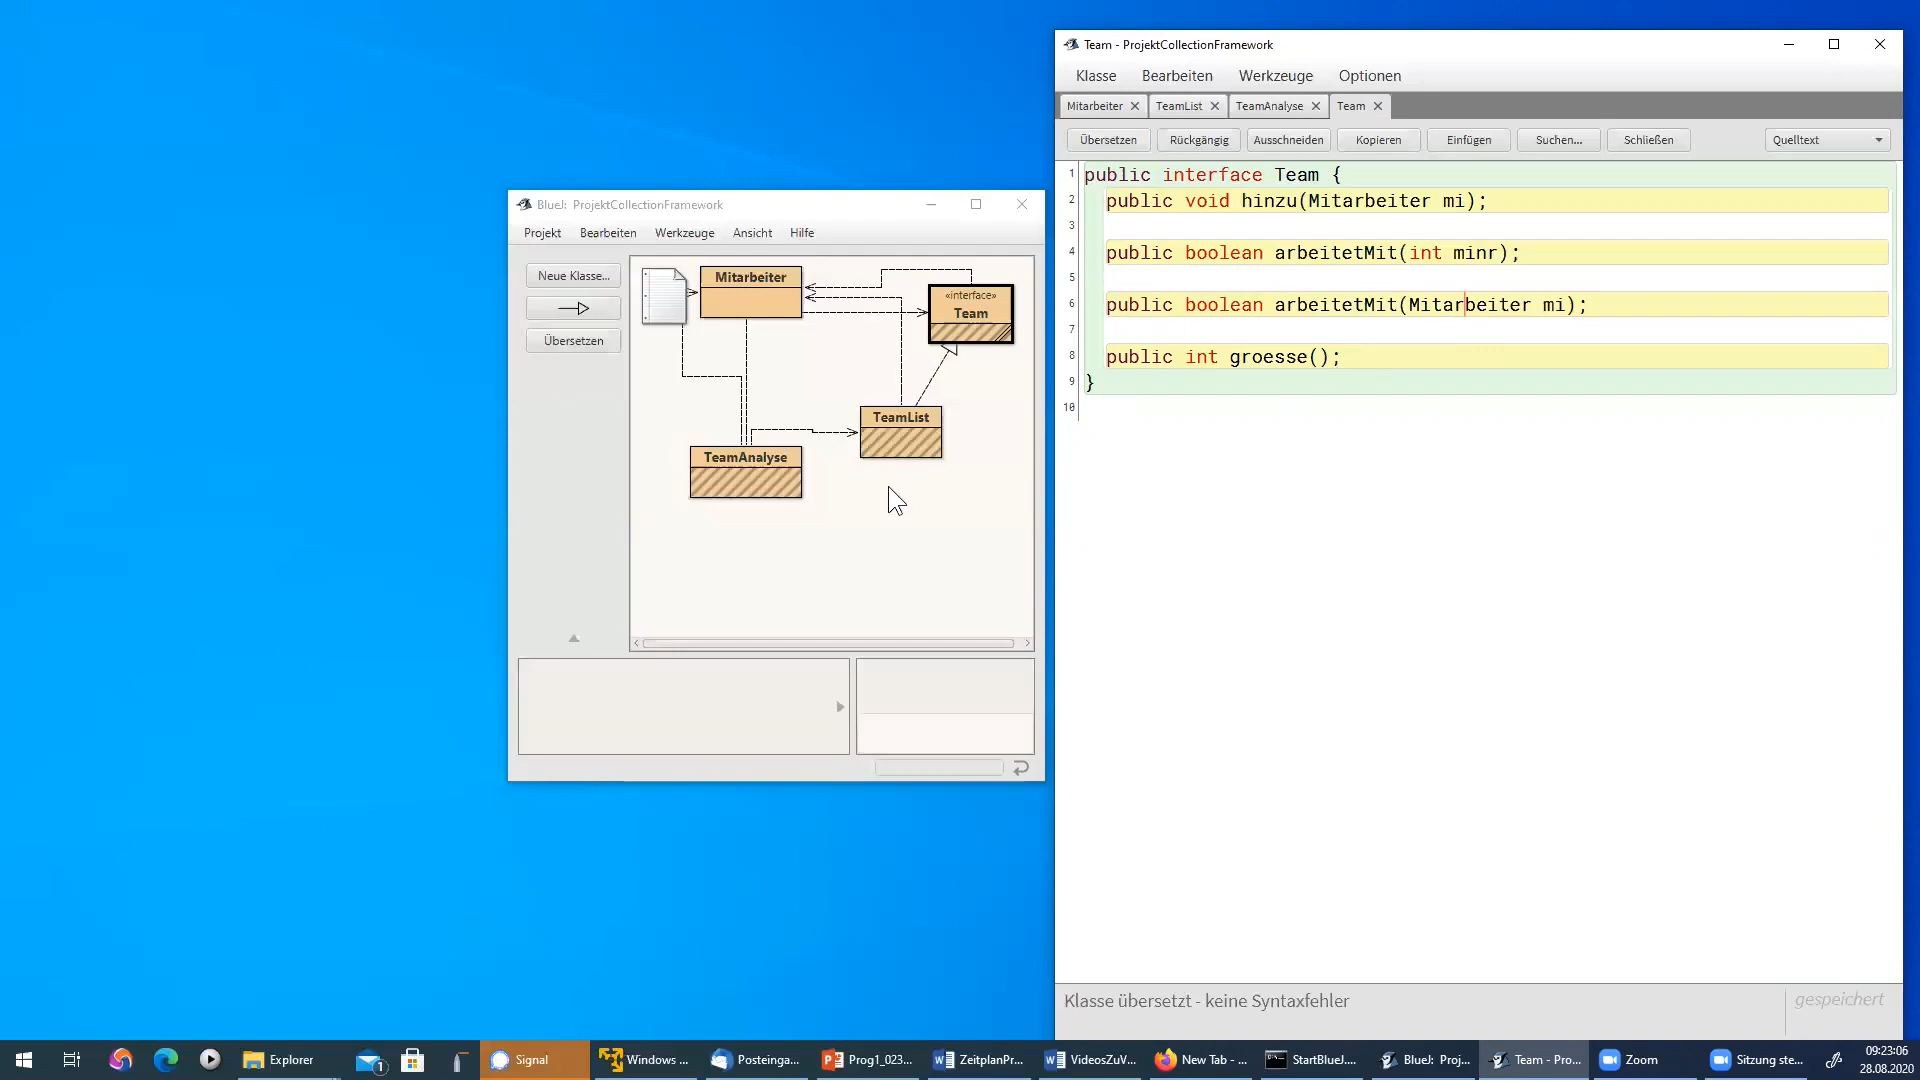 BlueJ: ProjektCollectionFramework
Projekt Bearbeiten Werkzeuge Ansicht Hilfe
Neue Klasse...
Übersetzen
Mitarbeiter
«interface»
Team
TeamList
TeamAnalyse
Team - ProjektCollectionFramework
Klasse Bearbeiten Werkzeuge Optionen
Mitarbeiter TeamList TeamAnalyse Team
Übersetzen Rückgängig Ausschneiden Kopieren Einfügen Suchen... Schließen Quelltext
1 public interface Team {
2 public void hinzu(Mitarbeiter mi);
3
4 public boolean arbeitetMit(int minr);
5
6 public boolean arbeitetMit(Mitarbeiter mi);
7
8 public int groesse();
9 }
10
Klasse übersetzt - keine Syntaxfehler
gespeichert
Explorer 1 Signal Windows ... Posteinga... Prog1_023... ZeitplanPr... VideosZuV... New Tab - ... StartBlueJ.... BlueJ: Proj... Team - Pro... Zoom Sitzung ste...
09:23:06
28.08.2020